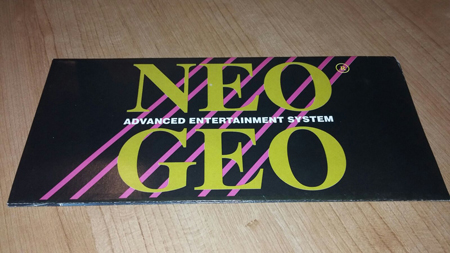 NEO ®
ADVANCED ENTERTAINMENT SYSTEM
GEO